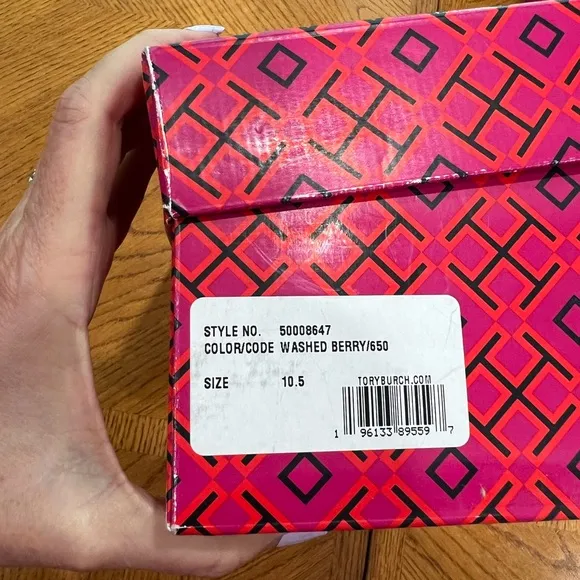 STYLE NO. 50008647
COLOR/CODE WASHED BERRY/650
SIZE 10.5
TORYBURCH.COM
1 96133 89559 7